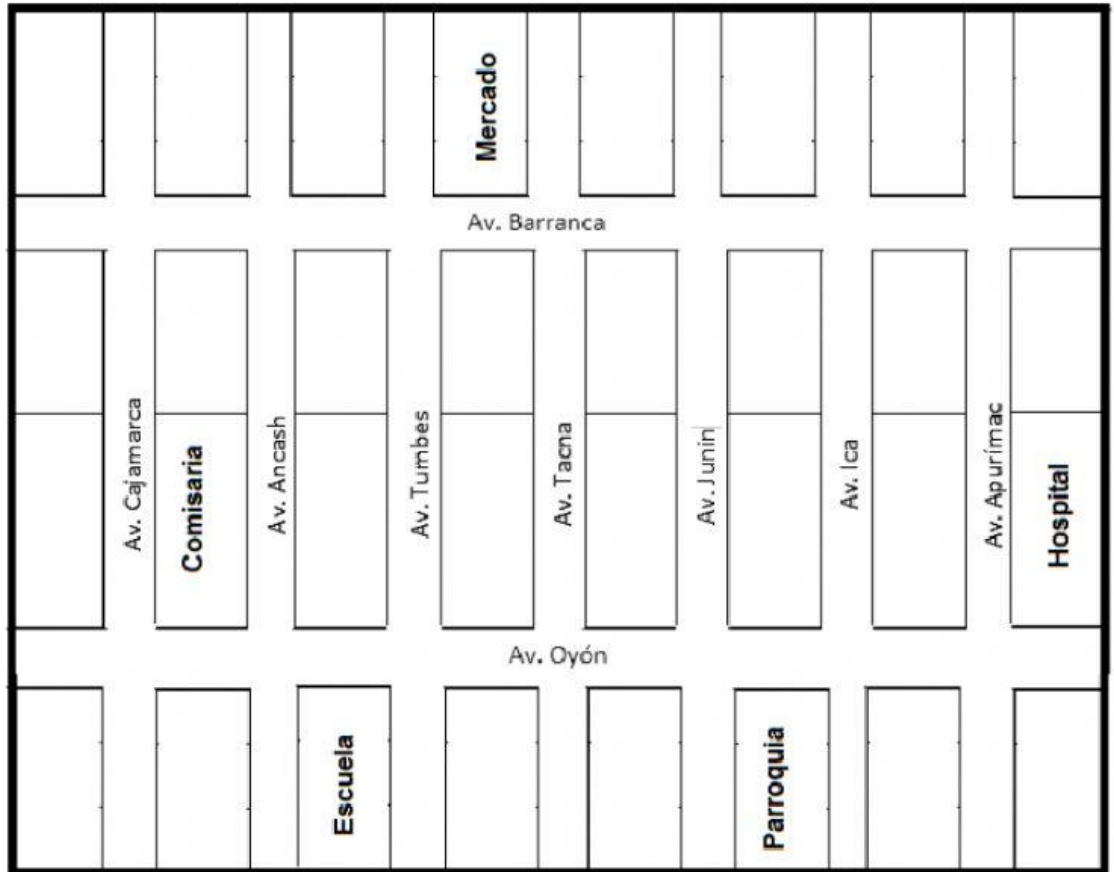 Mercado
Av. Barranca
Av. Cajamarca
Comisaria
Av. Ancash
Av. Tumbes
Av. Tacna
Av. Junin
Av. Ica
Av. Apurímac
Hospital
Av. Oyón
Escuela
Parroquia